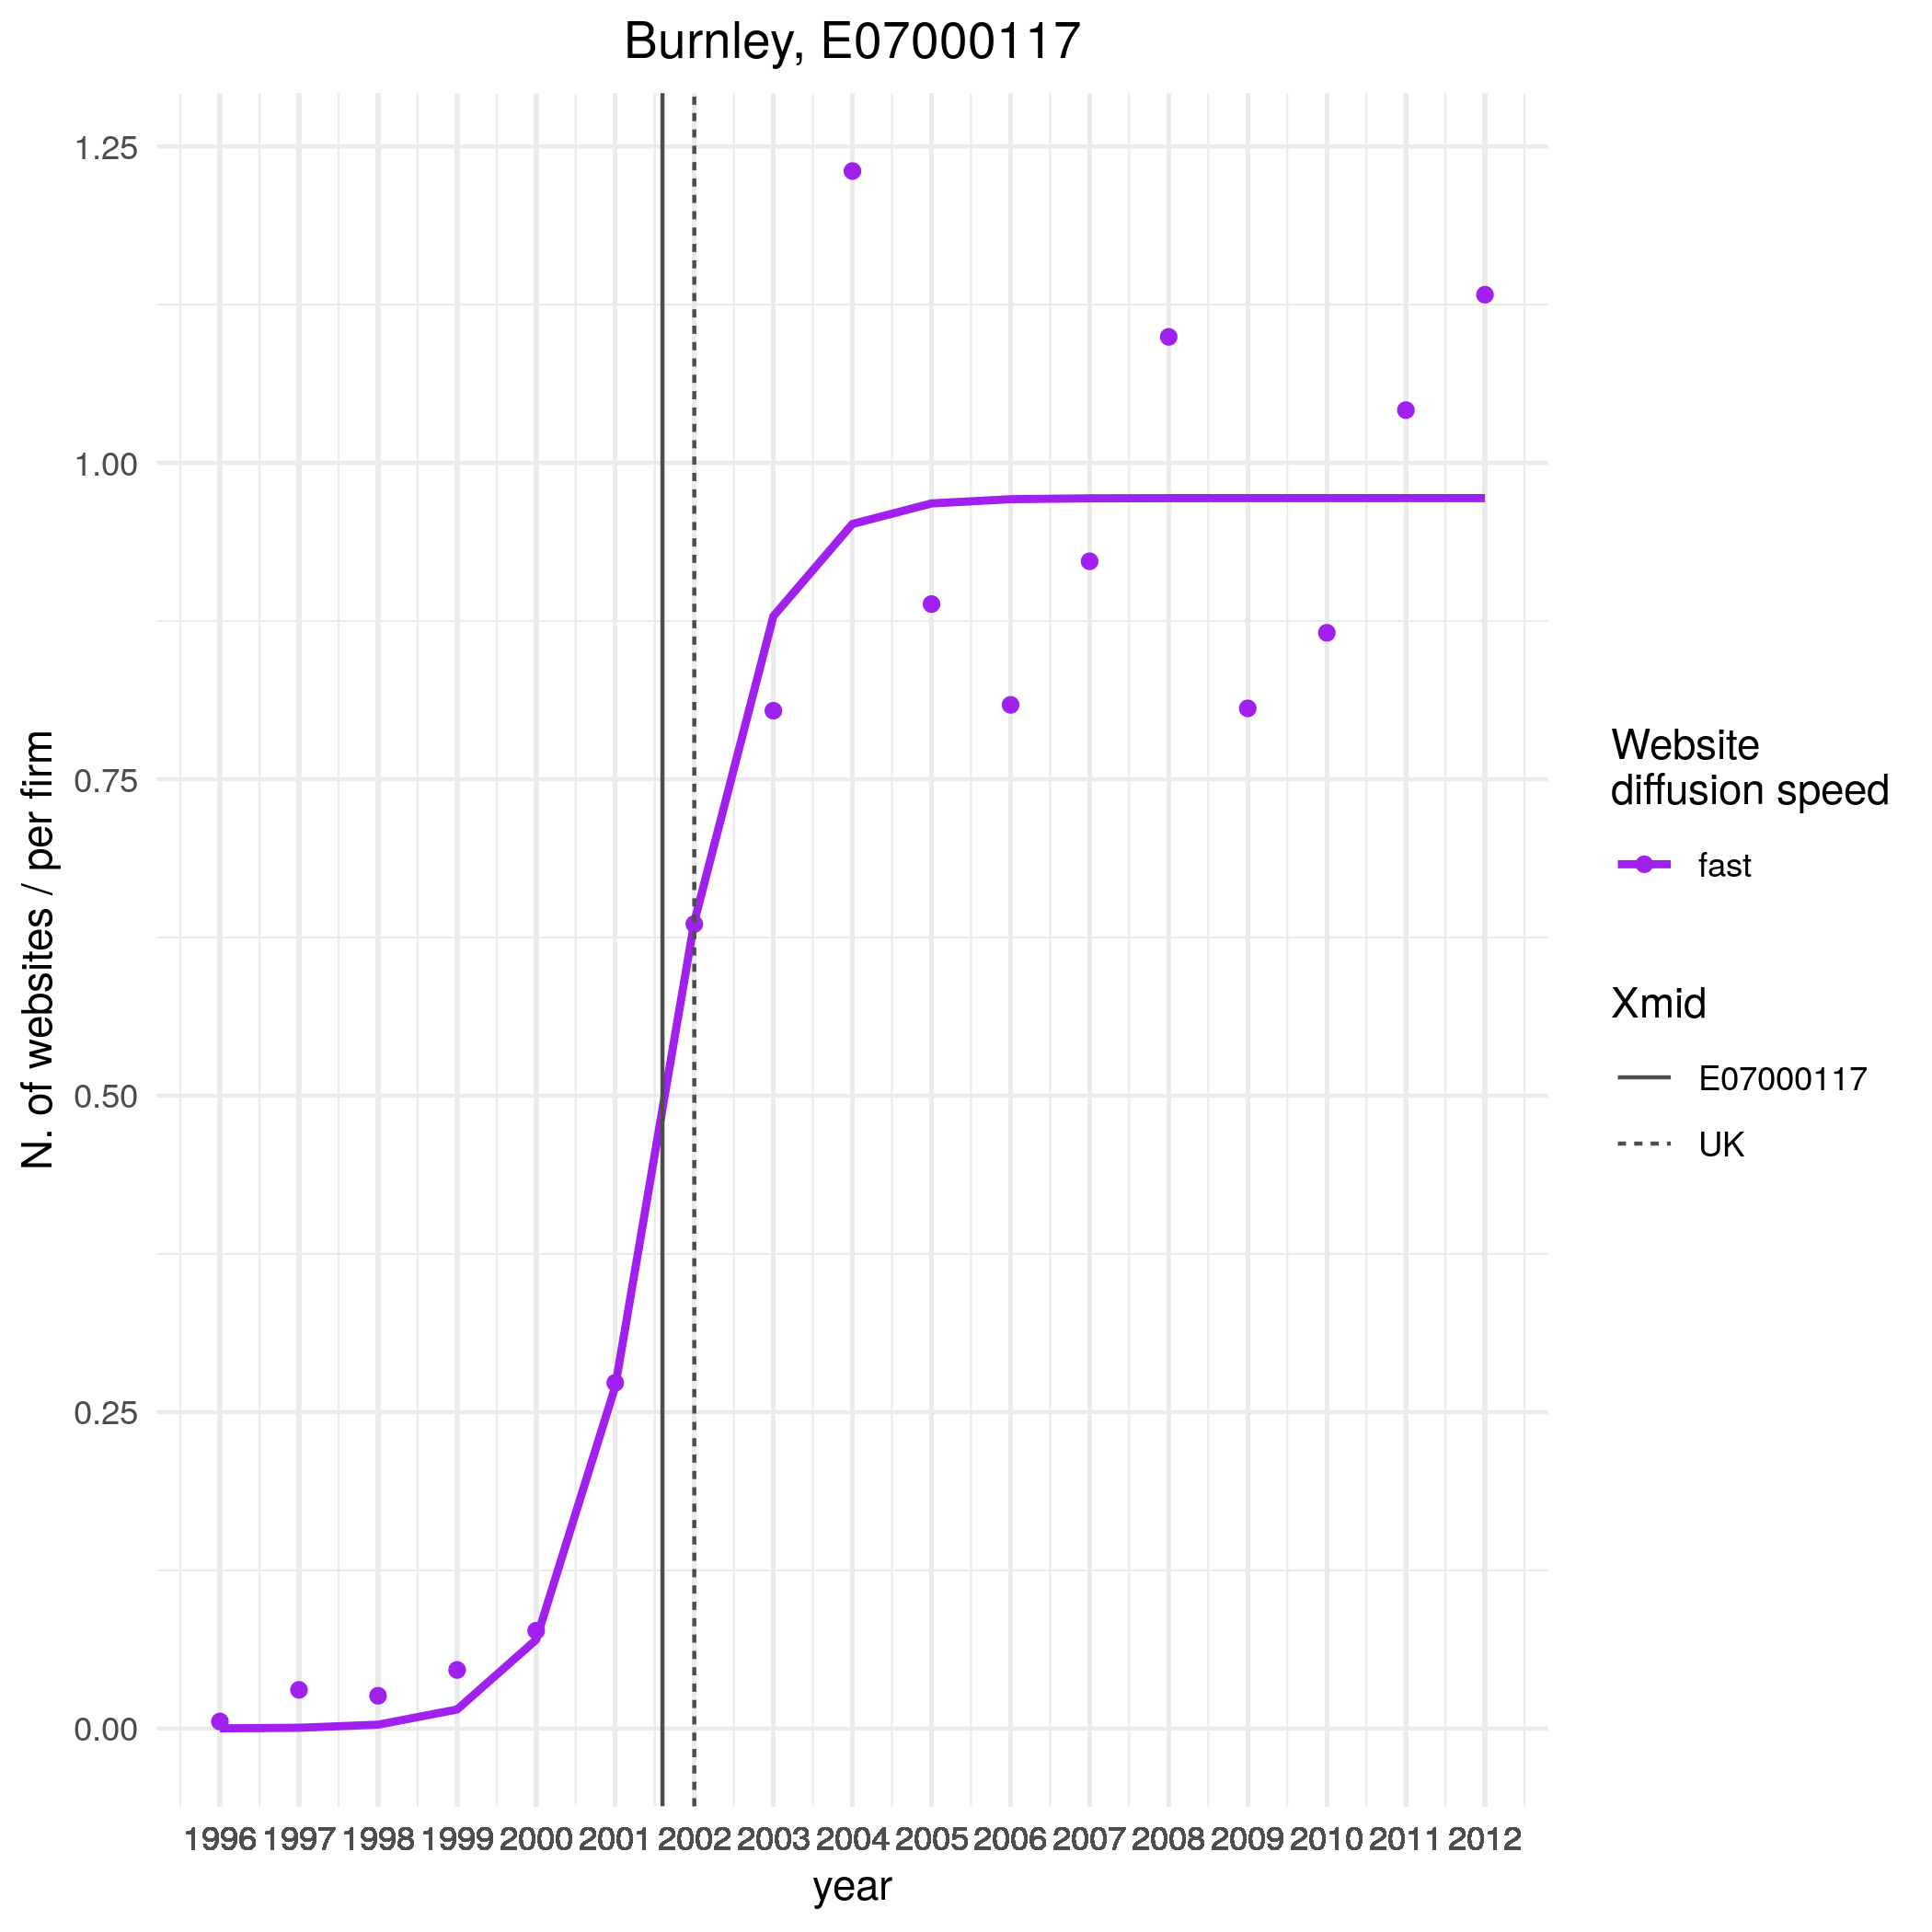 Burnley, E07000117
1.25
1.00
0.75
0.50
0.25
0.00
N. of websites / per firm
1996 1997 1998 1999 2000 2001 2002 2003 2004 2005 2006 2007 2008 2009 2010 2011 2012
year
Website
diffusion speed
fast
Xmid
E07000117
UK